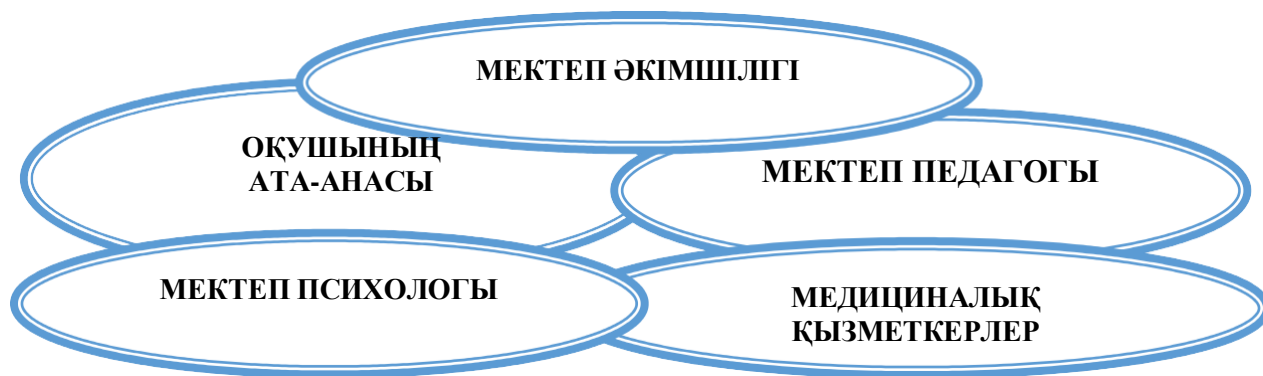 МЕКТЕП ӘКІМШІЛІГІ
ОҚУШЫНЫҢ
АТА-АНАСЫ
МЕКТЕП ПЕДАГОГЫ
МЕКТЕП ПСИХОЛОГЫ
МЕДИЦИНАЛЫҚ
ҚЫЗМЕТКЕРЛЕР